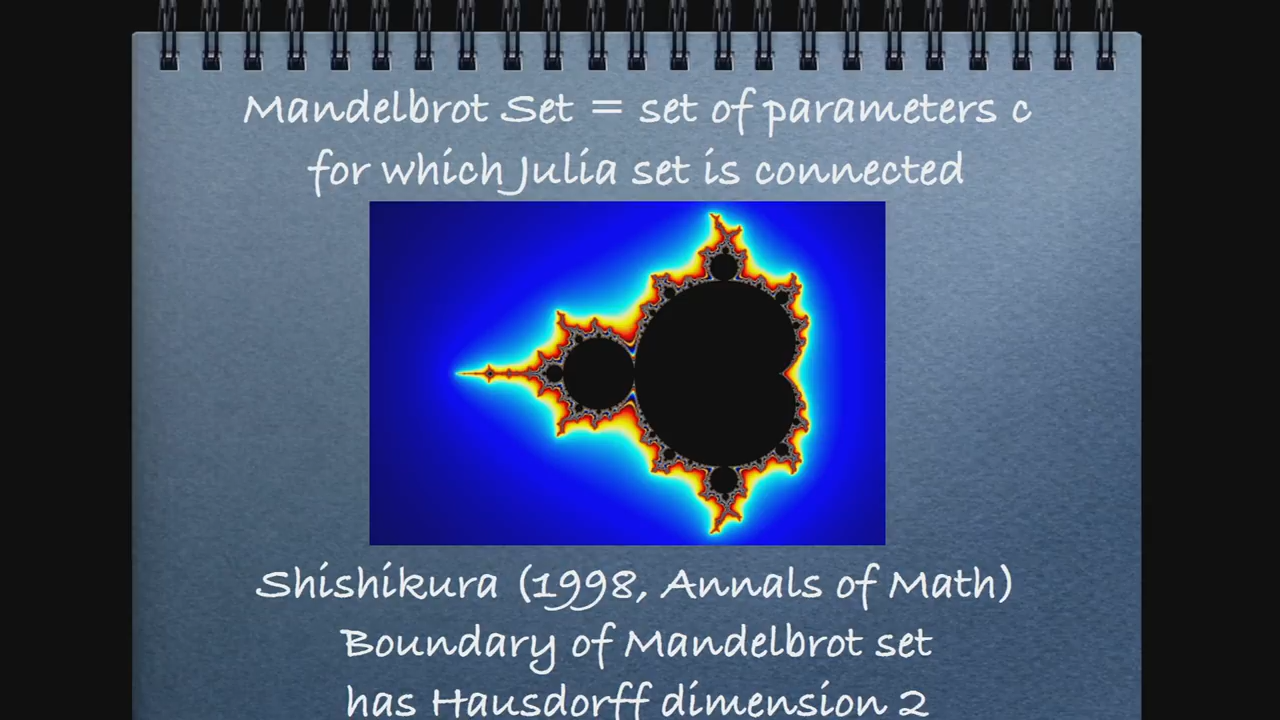 Mandelbrot Set = set of parameters c
for which Julia set is connected
Shishikura (1998, Annals of Math)
Boundary of Mandelbrot set
has Hausdorff dimension 2